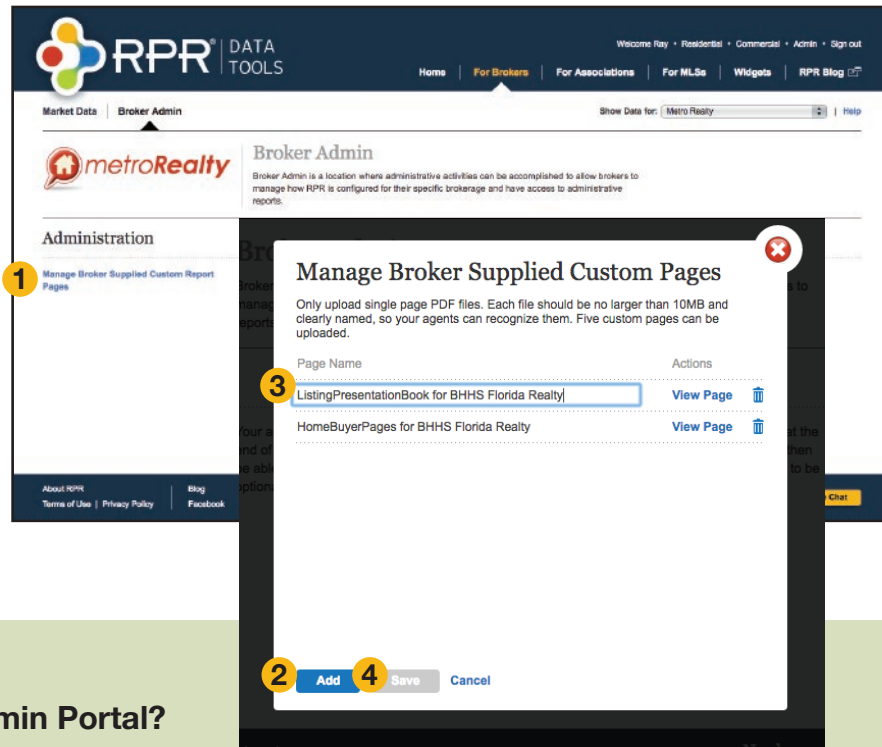 RPR® DATA TOOLS
Welcome Ray • Residential • Commercial • Admin • Sign out
Home | For Brokers | For Associations | For MLSs | Widgets | RPR Blog
Market Data | Broker Admin
Show Data for: Metro Realty | Help
metroRealty
Broker Admin
Broker Admin is a location where administrative activities can be accomplished to allow brokers to
manage how RPR is configured for their specific brokerage and have access to administrative
reports.
Administration
1
Manage Broker Supplied Custom Report
Pages
Manage Broker Supplied Custom Pages
Only upload single page PDF files. Each file should be no larger than 10MB and
clearly named, so your agents can recognize them. Five custom pages can be
uploaded.
Page Name Actions
3
ListingPresentationBook for BHHS Florida Realty View Page
HomeBuyerPages for BHHS Florida Realty View Page
About RPR | Blog
Terms of Use | Privacy Policy | Facebook
Chat
2 Add 4 Save Cancel
min Portal?